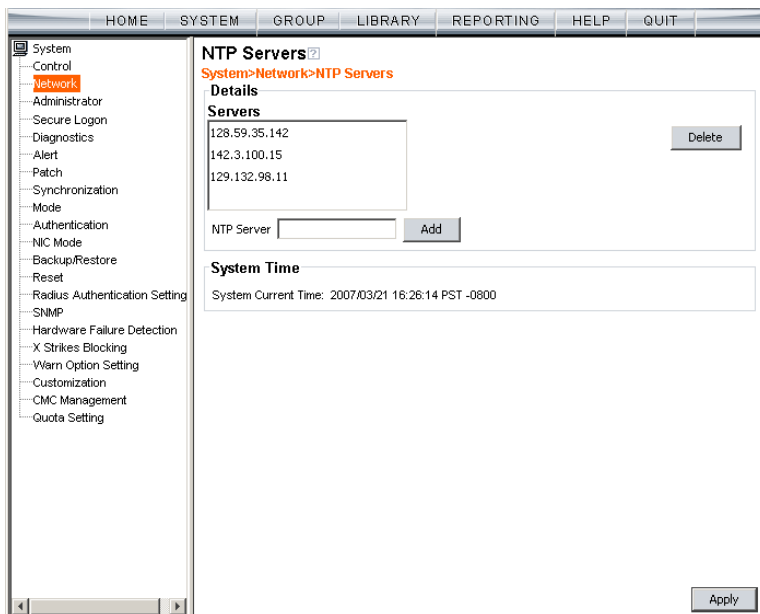 HOME SYSTEM GROUP LIBRARY REPORTING HELP QUIT
System
Control
Network
Administrator
Secure Logon
Diagnostics
Alert
Patch
Synchronization
Mode
Authentication
NIC Mode
Backup/Restore
Reset
Radius Authentication Setting
SNMP
Hardware Failure Detection
X Strikes Blocking
Warn Option Setting
Customization
CMC Management
Quota Setting
NTP Servers ?
System>Network>NTP Servers
Details
Servers
128.59.35.142
142.3.100.15
129.132.98.11
Delete
NTP Server Add
System Time
System Current Time: 2007/03/21 16:26:14 PST -0800
Apply